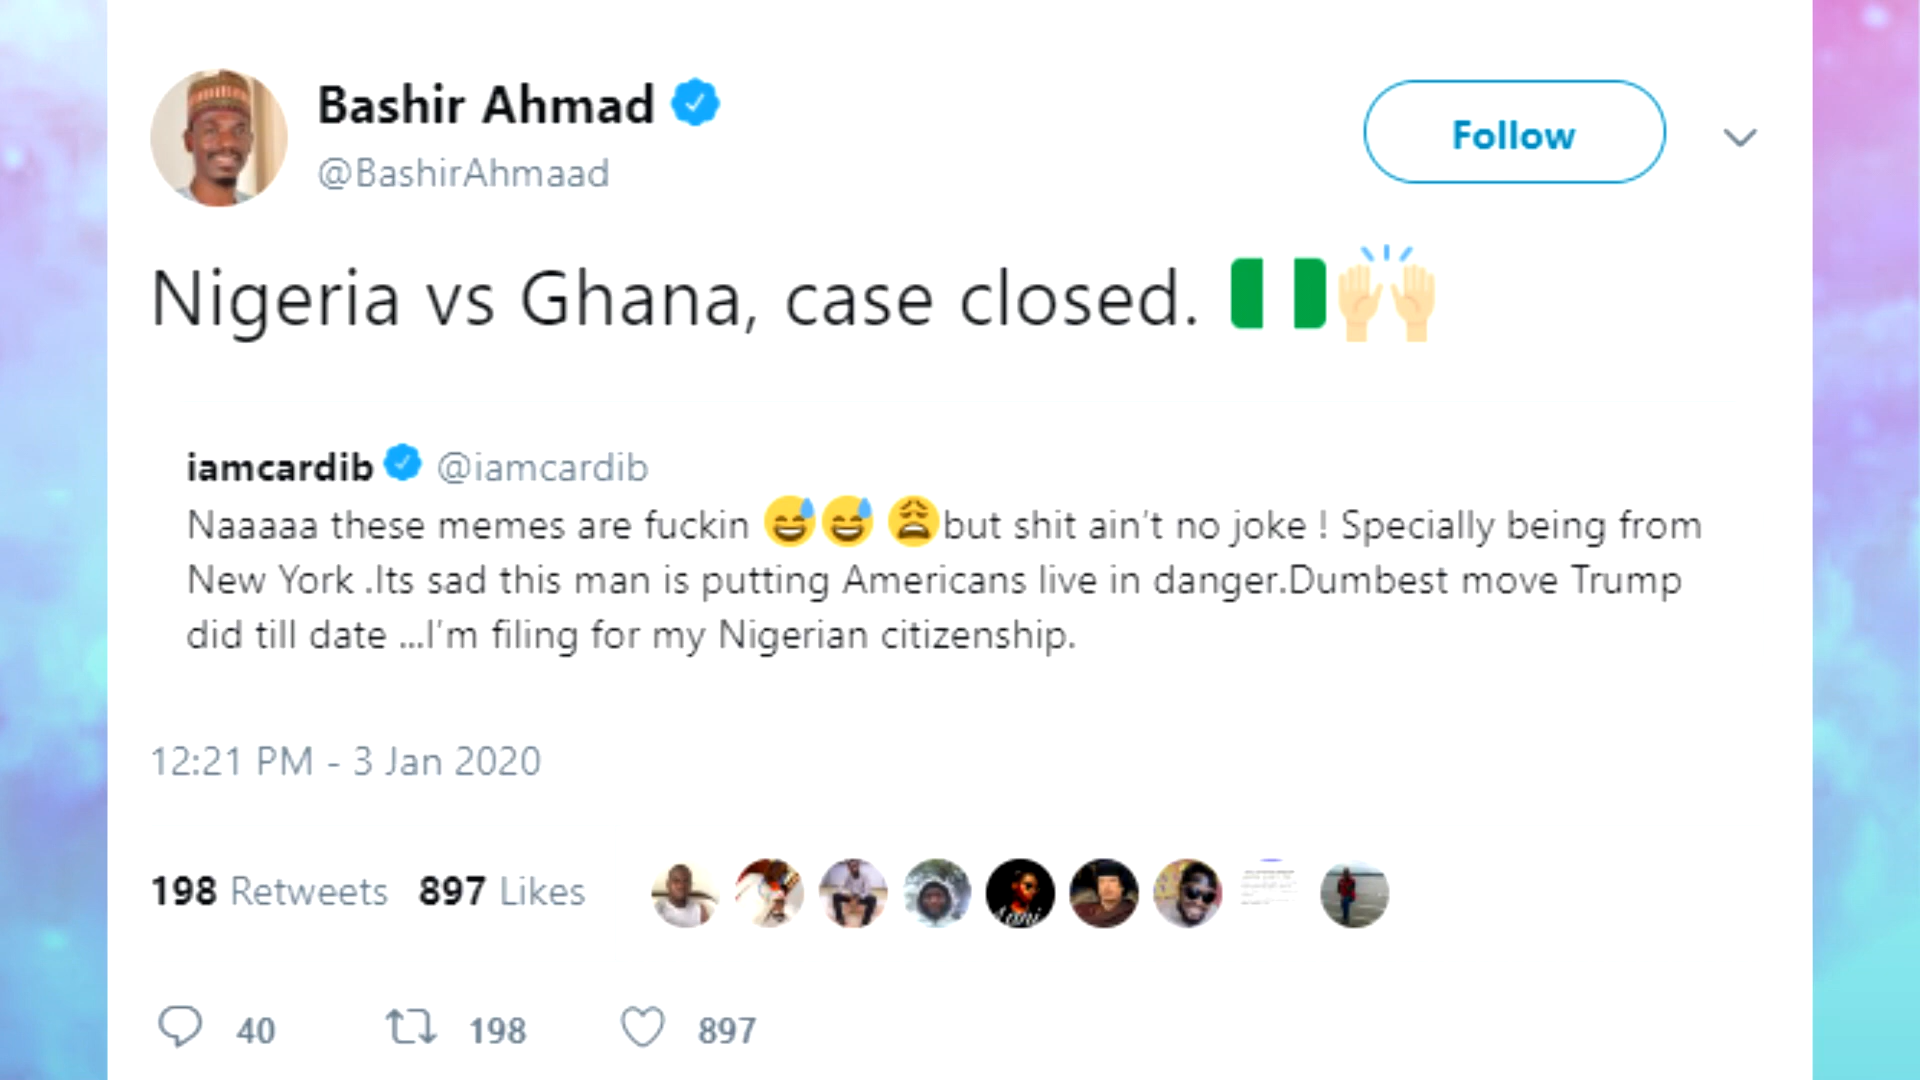 Bashir Ahmad
@BashirAhmaad
Follow
Nigeria vs Ghana, case closed. 🇳🇬🙌🏻
iamcardib @iamcardib
Naaaaa these memes are fuckin 😅😅 😩but shit ain't no joke ! Specially being from
New York .Its sad this man is putting Americans live in danger.Dumbest move Trump
did till date ...I'm filing for my Nigerian citizenship.
12:21 PM - 3 Jan 2020
198 Retweets 897 Likes
40 198 897